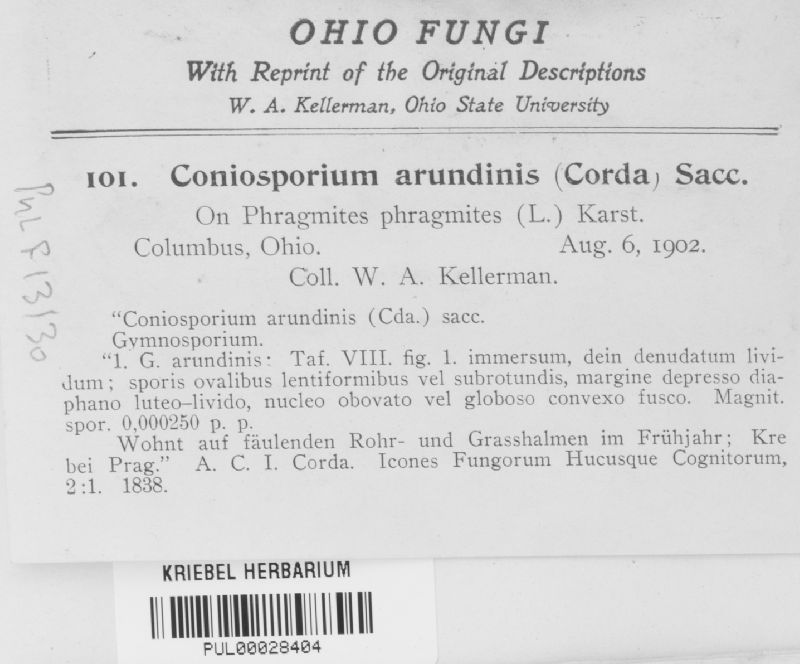 OHIO FUNGI
With Reprint of the Original Descriptions
W. A. Kellerman, Ohio State University
101. Coniosporium arundinis (Corda) Sacc.
On Phragmites phragmites (L.) Karst.
Columbus, Ohio. Aug. 6, 1902.
Coll. W. A. Kellerman.
"Coniosporium arundinis (Cda.) sacc.
Gymnosporium.
"1. G. arundinis: Taf. VIII. fig. 1. immersum, dein denudatum livi-
dum; sporis ovalibus lentiformibus vel subrotundis, margine depresso dia-
phano luteo-livido, nucleo obovato vel globoso convexo fusco. Magnit.
spor. 0,000250 p. p.
Wohnt auf fäulenden Rohr- und Grasshalmen im Frühjahr; Kre
bei Prag." A. C. I. Corda. Icones Fungorum Hucusque Cognitorum,
2:1. 1838.
PuL F13130
KRIEBEL HERBARIUM
PUL00028404